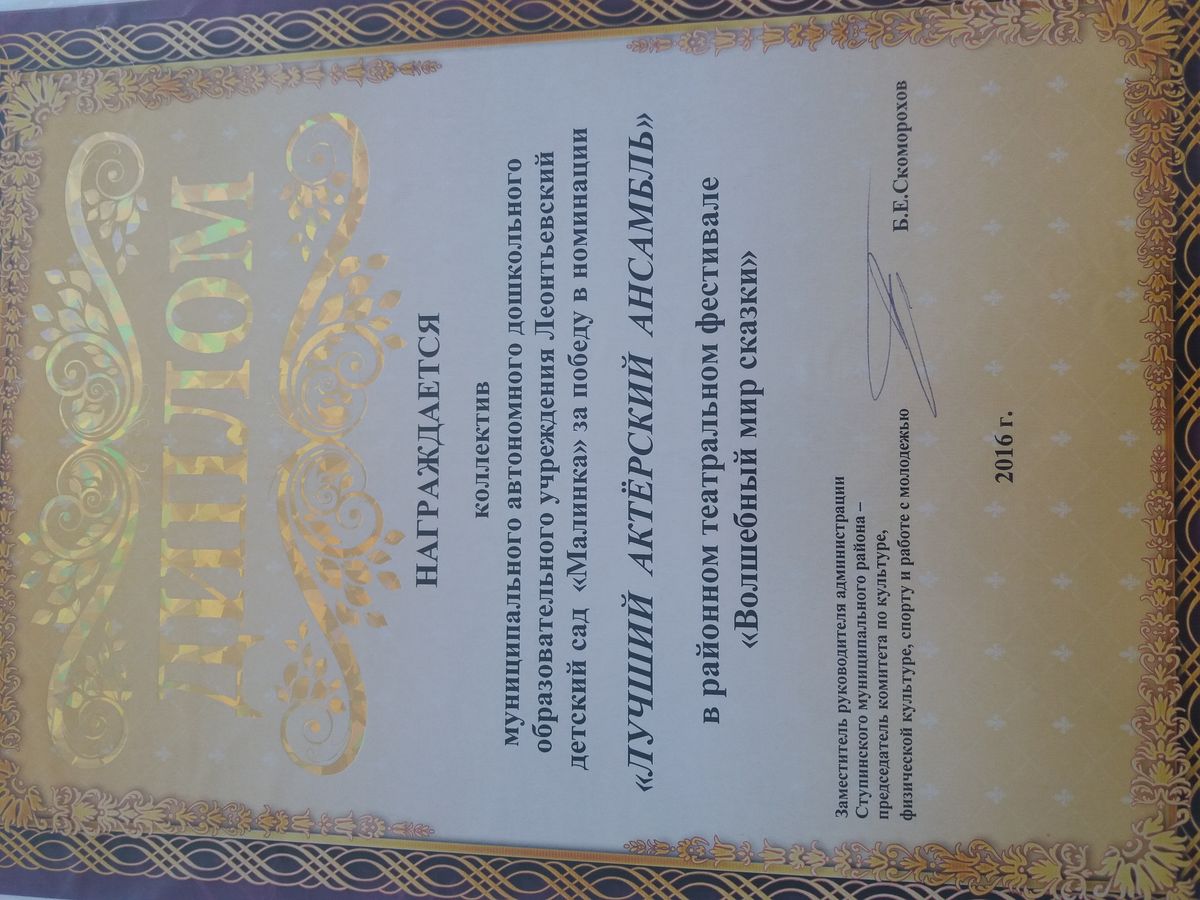 ДИПЛОМ
НАГРАЖДАЕТСЯ
коллектив
муниципального автономного дошкольного
образовательного учреждения Леонтьевский
детский сад «Малинка» за победу в номинации
«ЛУЧШИЙ АКТЁРСКИЙ АНСАМБЛЬ»
в районном театральном фестивале
«Волшебный мир сказки»
Заместитель руководителя администрации
Ступинского муниципального района –
председатель комитета по культуре,
физической культуре, спорту и работе с молодежью Б.Е.Скоморохов
2016 г.